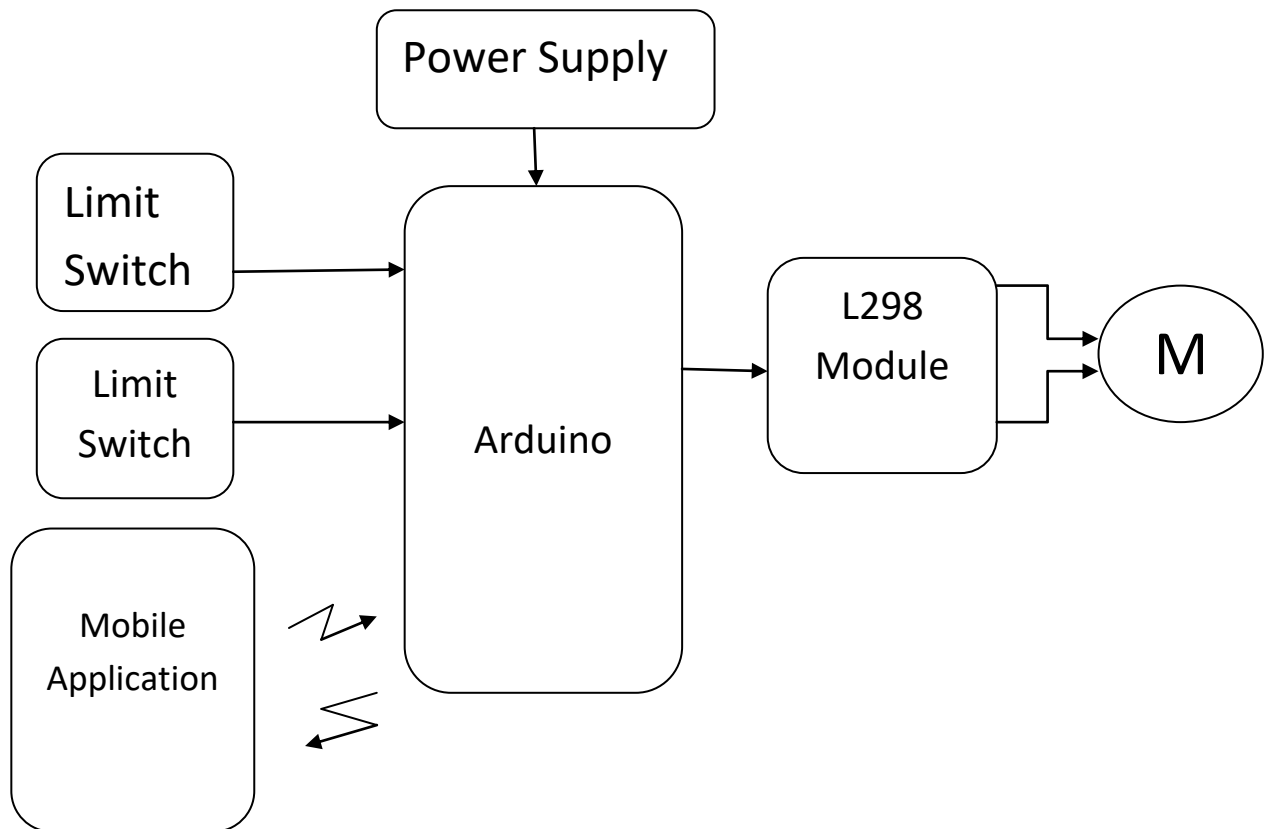 Power Supply
Limit
Switch
Limit
Switch
Mobile
Application
Arduino
L298
Module
M